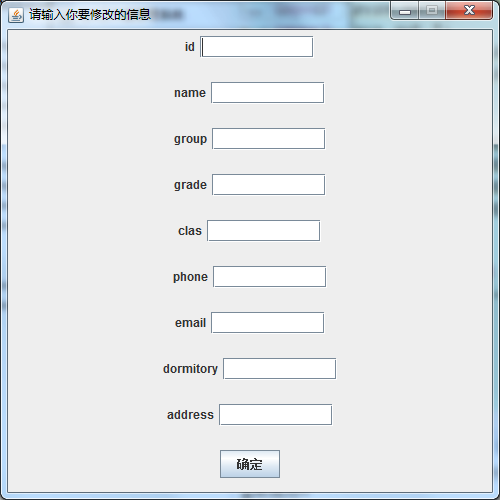 请输入你要修改的信息
id
name
group
grade
clas
phone
email
dormitory
address
确定